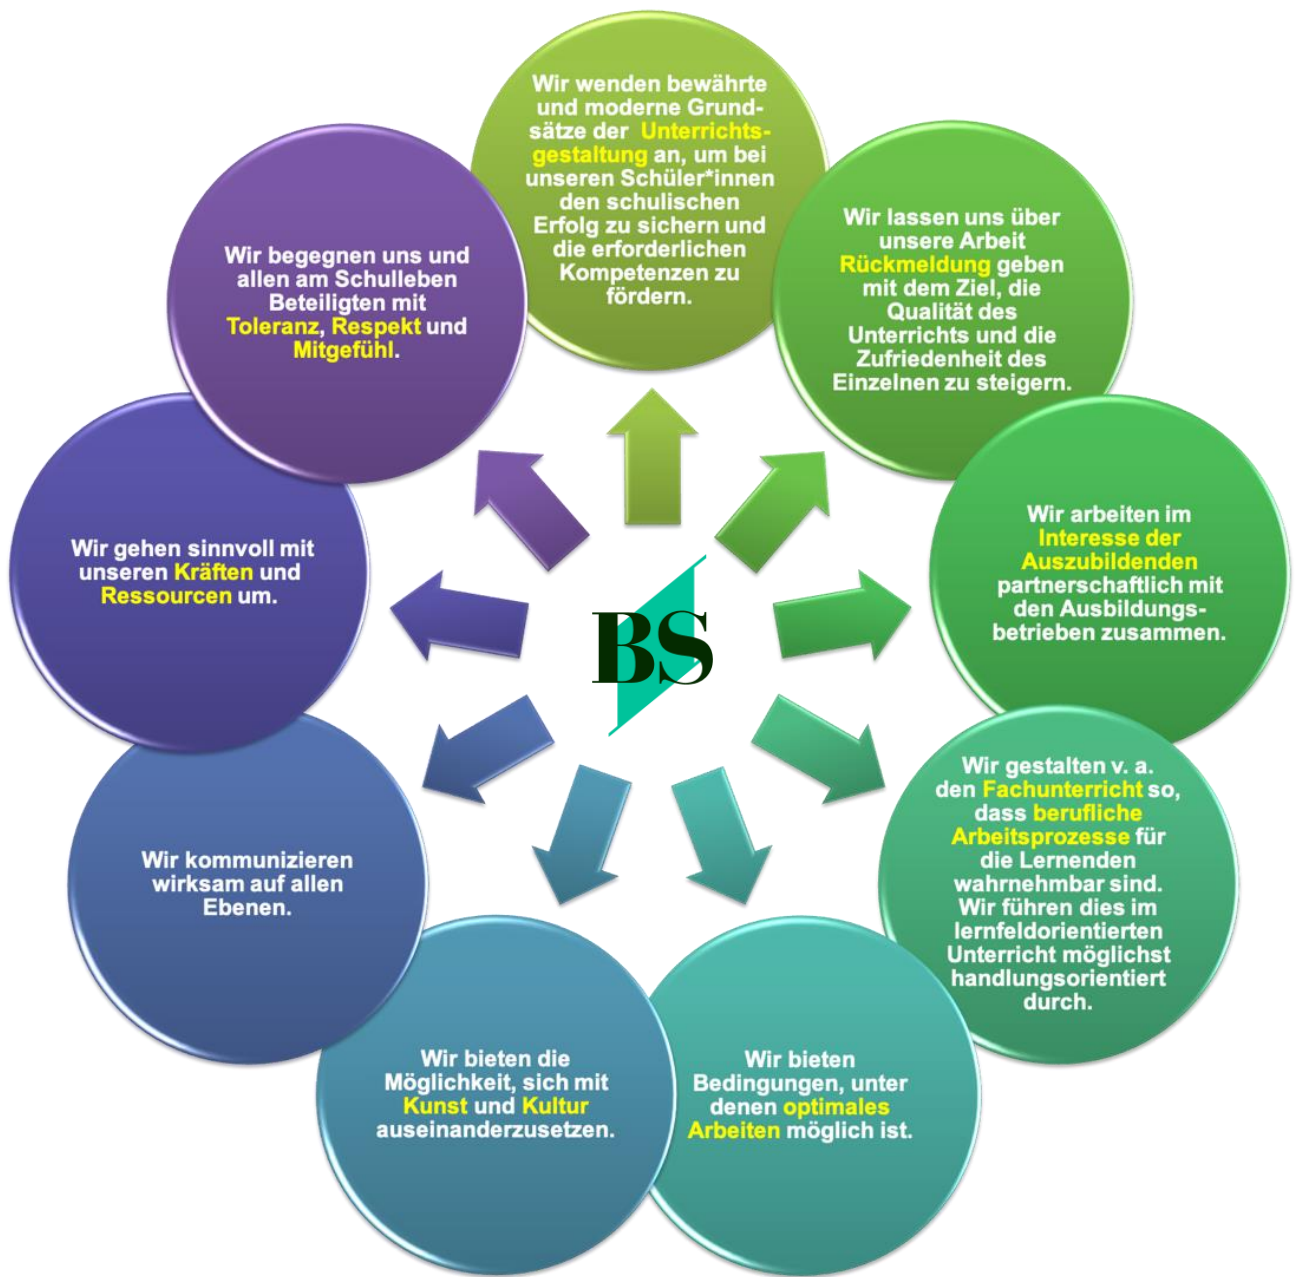 Wir wenden bewährte
und moderne Grund-
sätze der Unterrichts-
gestaltung an, um bei
unseren Schüler*innen
den schulischen
Erfolg zu sichern und
die erforderlichen
Kompetenzen zu
fördern.
Wir lassen uns über
unsere Arbeit
Rückmeldung geben
mit dem Ziel, die
Qualität des
Unterrichts und die
Zufriedenheit des
Einzelnen zu steigern.
Wir arbeiten im
Interesse der
Auszubildenden
partnerschaftlich mit
den Ausbildungs-
betrieben zusammen.
Wir gestalten v. a.
den Fachunterricht so,
dass berufliche
Arbeitsprozesse für
die Lernenden
wahrnehmbar sind.
Wir führen dies im
lernfeldorientierten
Unterricht möglichst
handlungsorientiert
durch.
Wir bieten
Bedingungen, unter
denen optimales
Arbeiten möglich ist.
Wir bieten die
Möglichkeit, sich mit
Kunst und Kultur
auseinanderzusetzen.
Wir kommunizieren
wirksam auf allen
Ebenen.
Wir gehen sinnvoll mit
unseren Kräften und
Ressourcen um.
Wir begegnen uns und
allen am Schulleben
Beteiligten mit
Toleranz, Respekt und
Mitgefühl.
BS